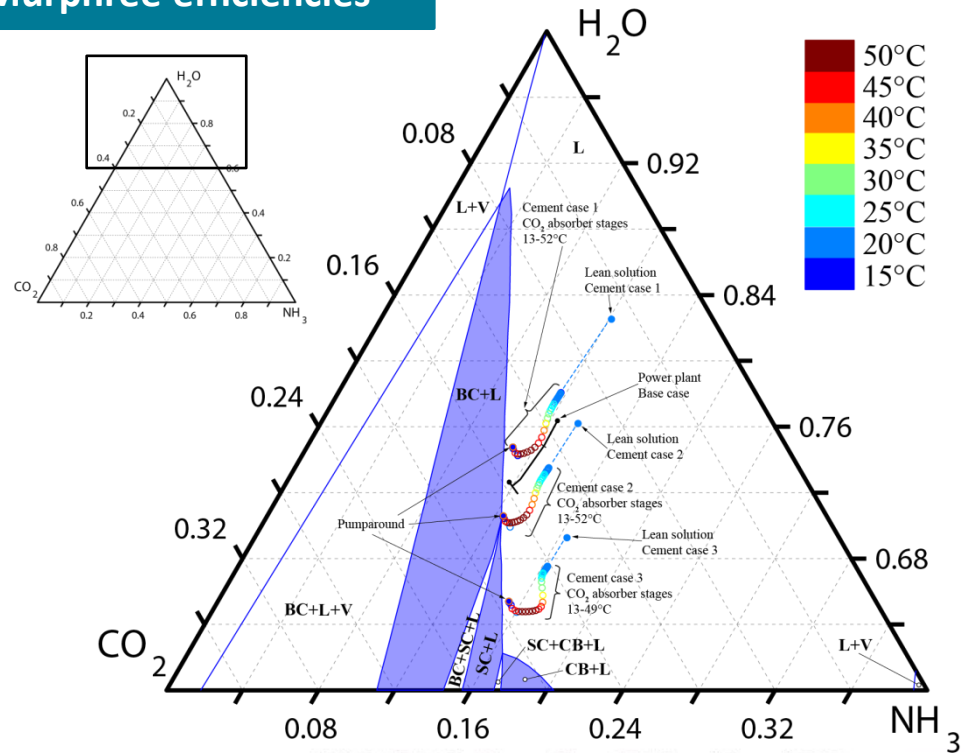 Murphree efficiencies
H2O
0.2
0.8
0.4
0.6
0.6
0.4
0.8
0.2
CO2
0.2
0.4
0.6
0.8
NH3
H2O
0.08
0.92
0.16
0.84
0.24
0.76
0.32
0.68
CO2
0.08
0.16
0.24
0.32
NH3
50°C
45°C
40°C
35°C
30°C
25°C
20°C
15°C
L
L+V
Cement case 1
CO2 absorber stages
13-52°C
Lean solution
Cement case 1
Power plant
Base case
BC+L
Lean solution
Cement case 2
Cement case 2
CO2 absorber stages
13-52°C
Pumparound
Lean solution
Cement case 3
Cement case 3
CO2 absorber stages
13-49°C
BC+L+V
BC+SC+L
SC+L
SC+CB+L
CB+L
L+V